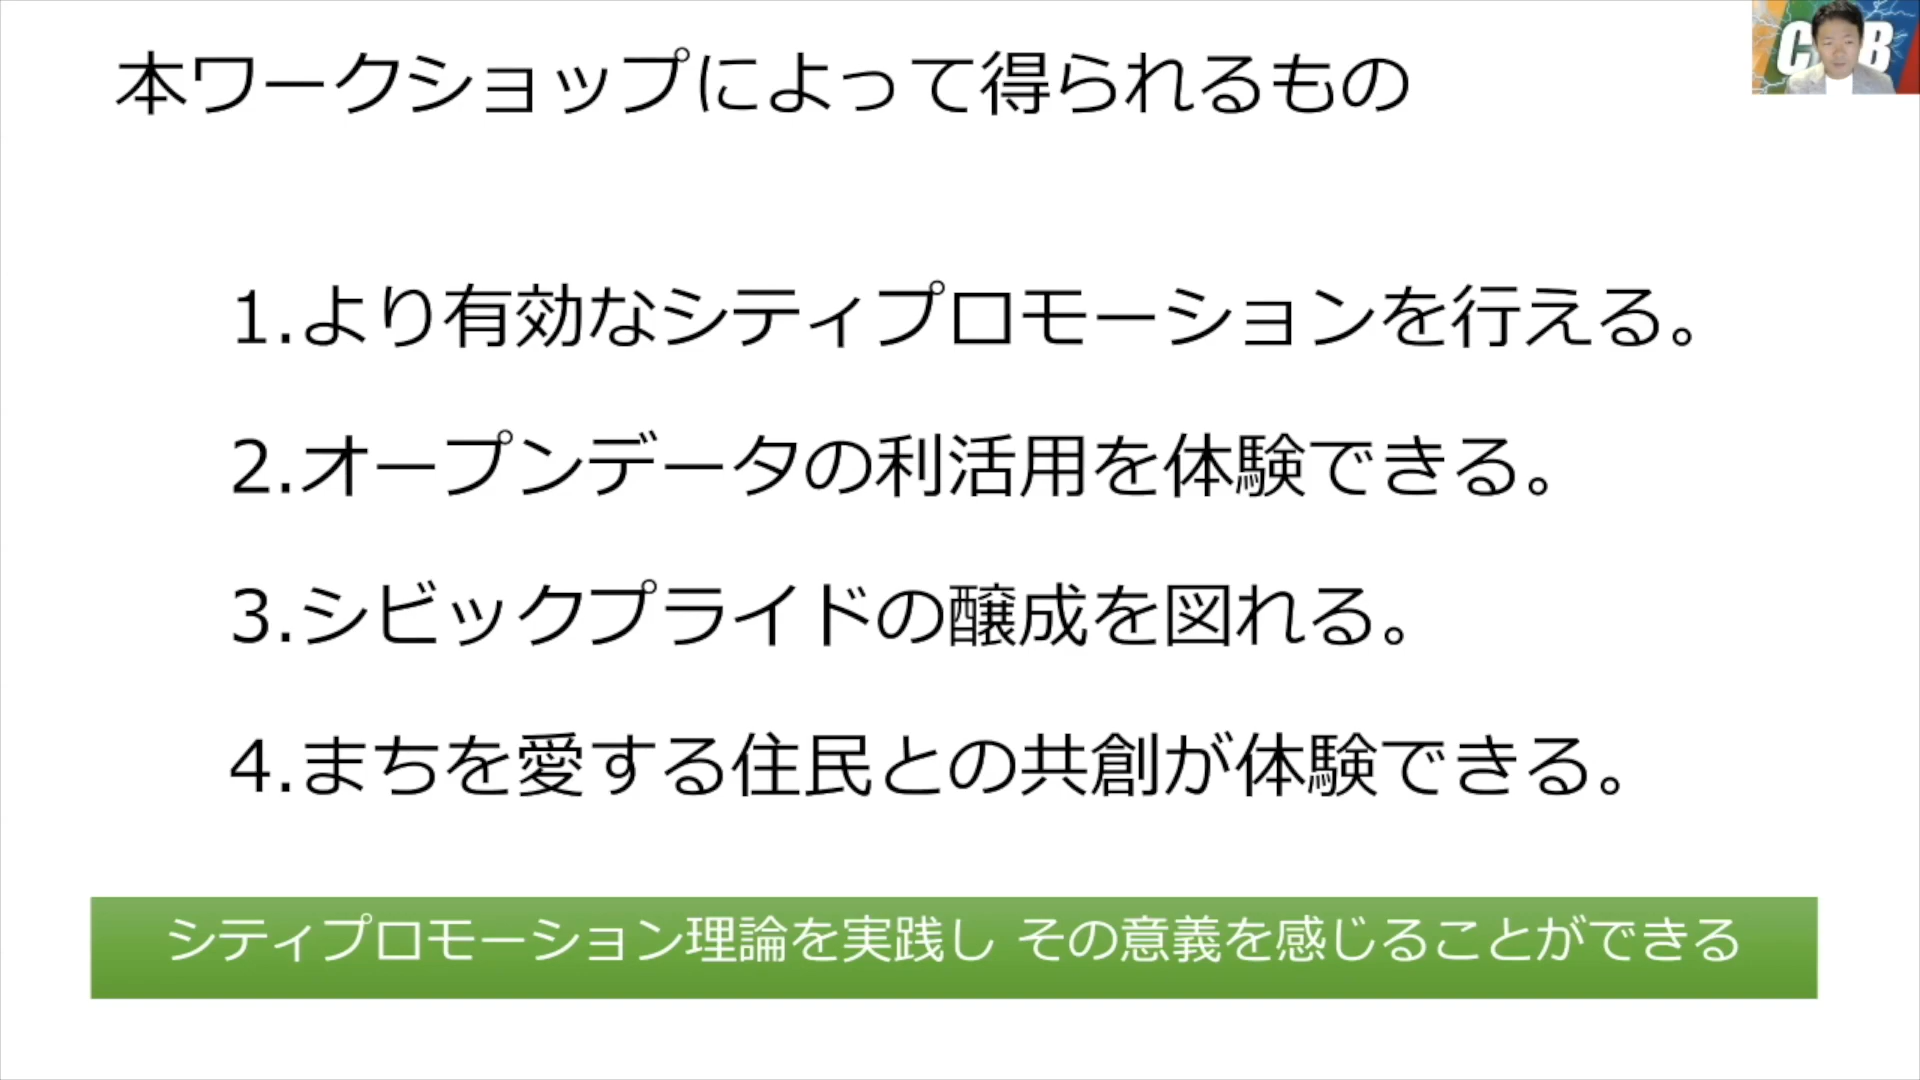 本ワークショップによって得られるもの
1.より有効なシティプロモーションを行える。
2.オープンデータの利活用を体験できる。
3.シビックプライドの醸成を図れる。
4.まちを愛する住民との共創が体験できる。
シティプロモーション理論を実践し その意義を感じることができる